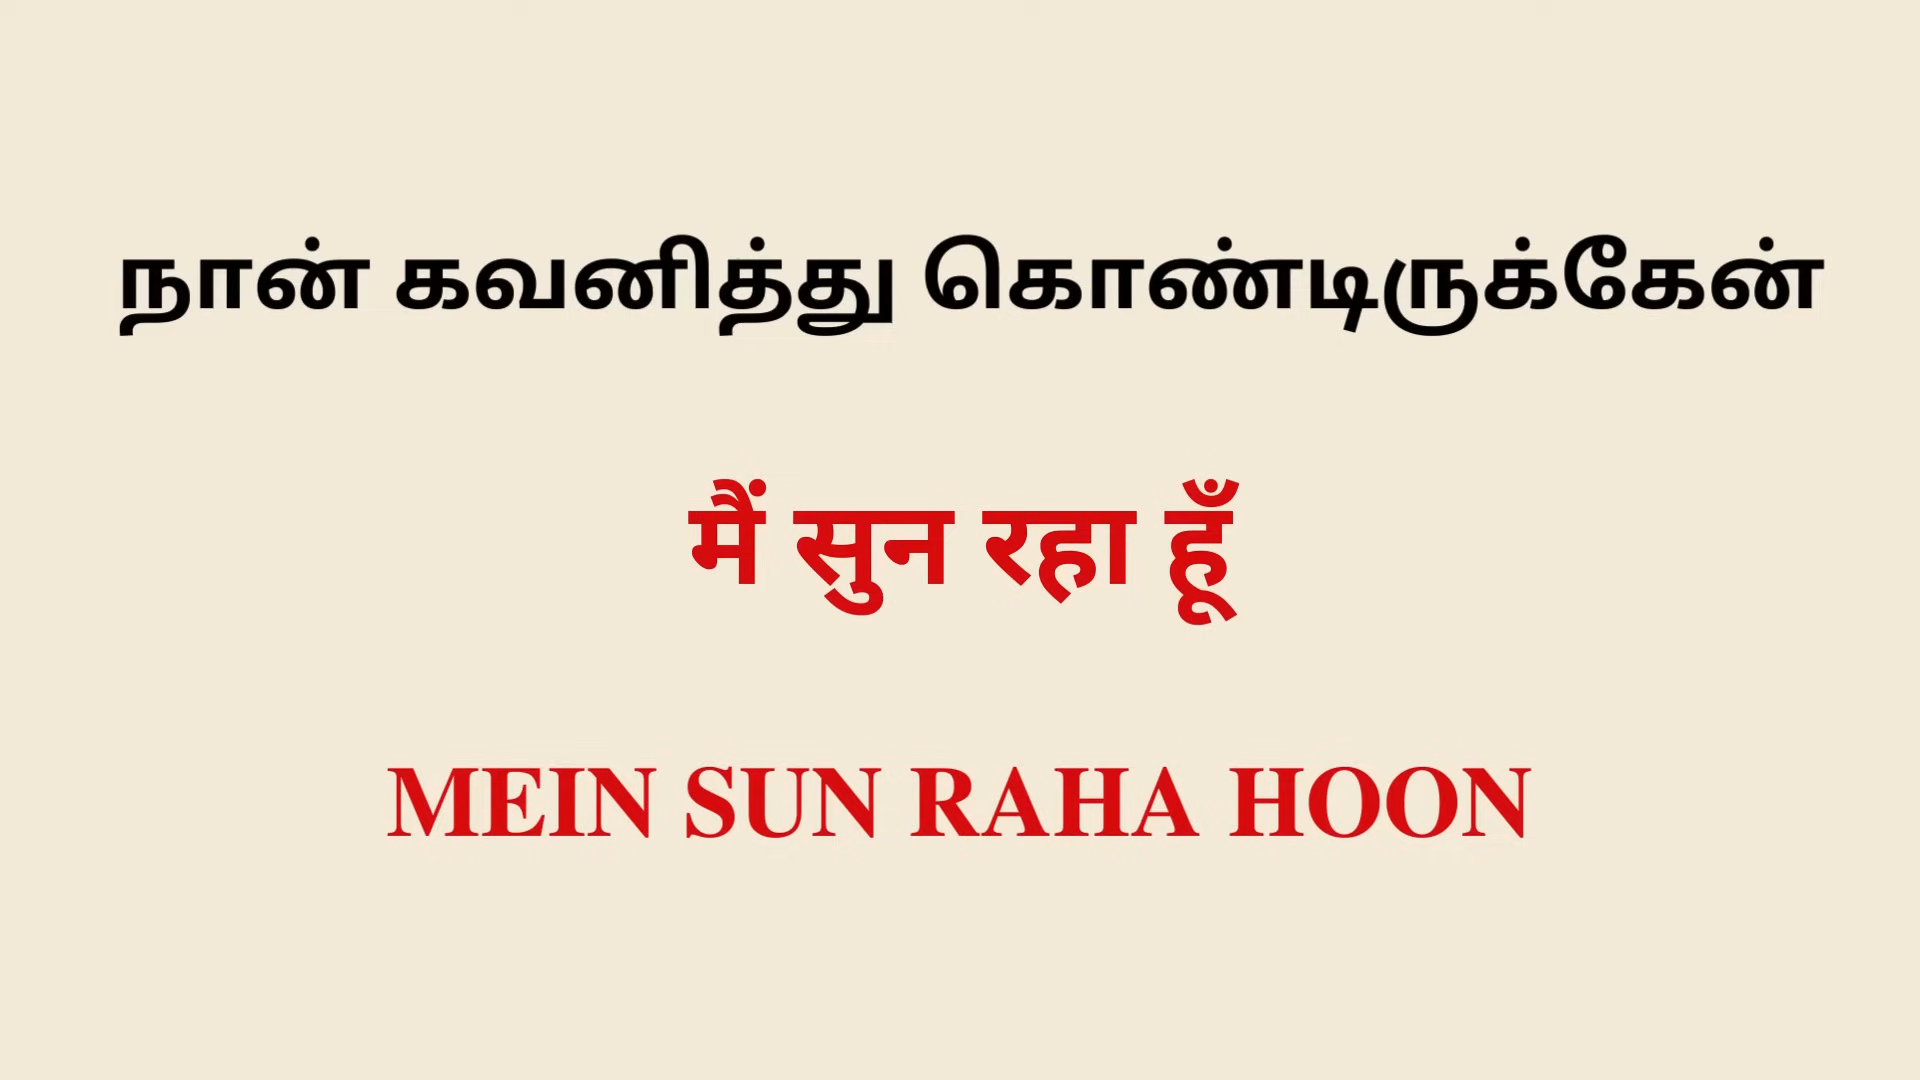 நான் கவனித்து கொண்டிருக்கேன்
मैं सुन रहा हूँ
MEIN SUN RAHA HOON